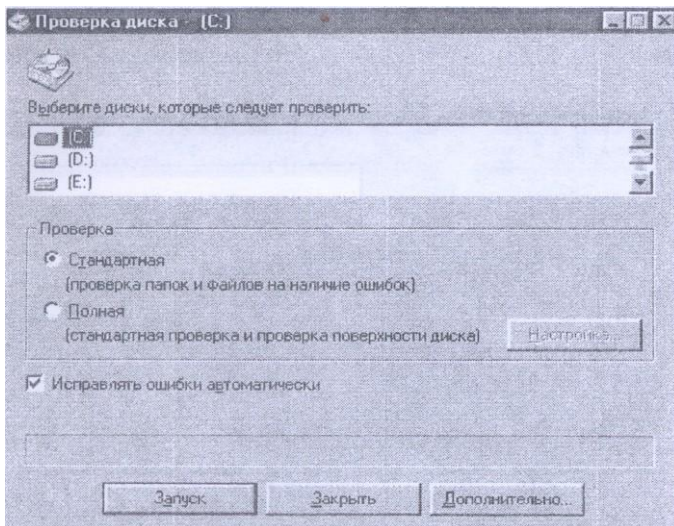 Проверка диска - (C:)
Выберите диски, которые следует проверить:
(C:)
(D:)
(E:)
Проверка
Стандартная
(проверка папок и файлов на наличие ошибок)
Полная
(стандартная проверка и проверка поверхности диска)
Настройка...
Исправлять ошибки автоматически
Запуск
Закрыть
Дополнительно...